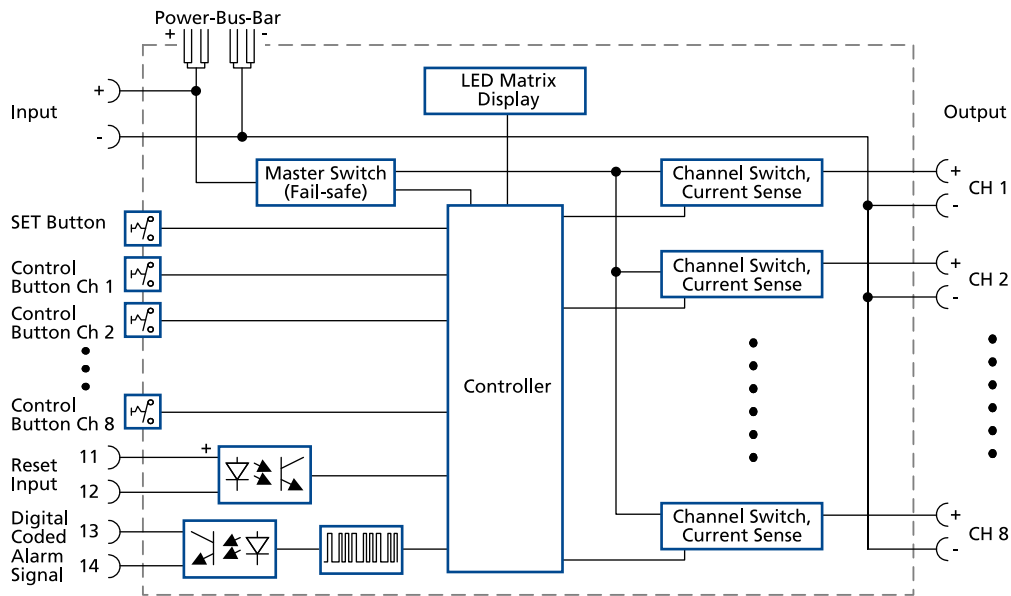 Power-Bus-Bar
+ -
LED Matrix
Display
Input
+
-
Output
Master Switch
(Fail-safe)
Channel Switch,
Current Sense
+
CH 1
-
SET Button
Control
Button Ch 1
Channel Switch,
Current Sense
+
CH 2
-
Control
Button Ch 2
Controller
Control
Button Ch 8
Reset
Input
11
+
12
Digital
Coded
Alarm
Signal
13
14
Channel Switch,
Current Sense
+
CH 8
-